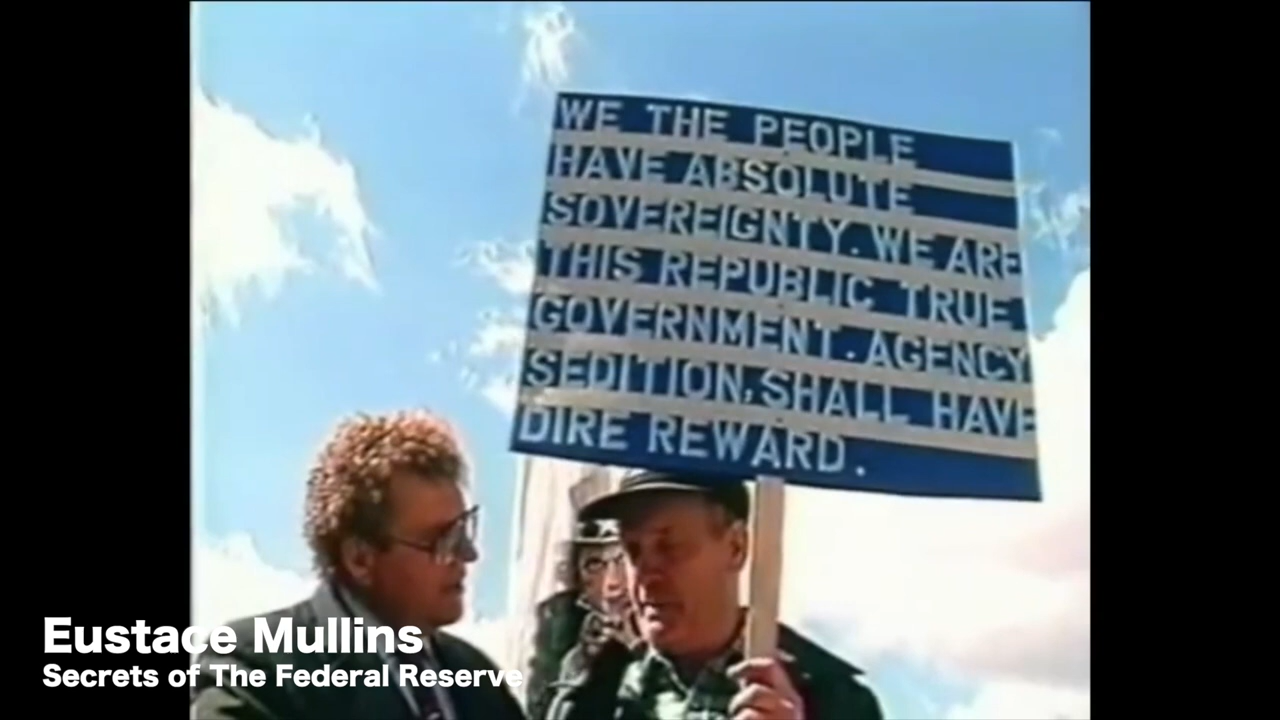 WE THE PEOPLE
HAVE ABSOLUTE
SOVEREIGNTY. WE ARE
THIS REPUBLIC TRUE
GOVERNMENT. AGENCY
SEDITION, SHALL HAVE
DIRE REWARD.
Eustace Mullins
Secrets of The Federal Reserve